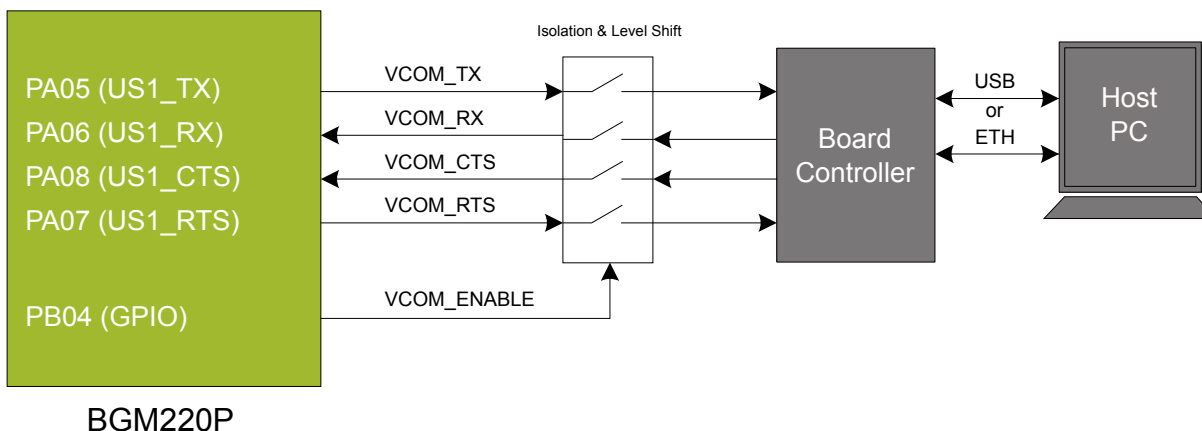 Isolation & Level Shift
PA05 (US1_TX)
VCOM_TX
PA06 (US1_RX)
VCOM_RX
PA08 (US1_CTS)
VCOM_CTS
PA07 (US1_RTS)
VCOM_RTS
PB04 (GPIO)
VCOM_ENABLE
Board
Controller
USB
or
ETH
Host
PC
BGM220P